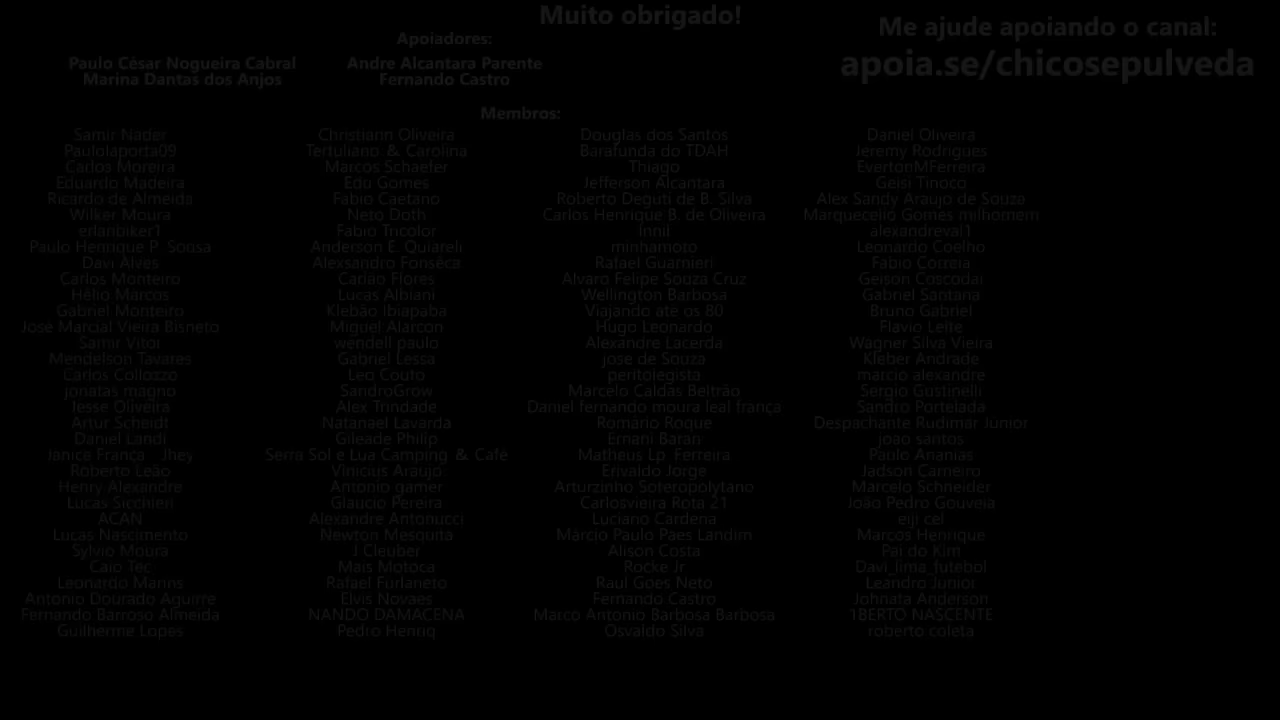 Muito obrigado!
Me ajude apoiando o canal:
apoia.se/chicosepulveda
Apoiadores:
Paulo Cèsar Nogueira Cabral
Andre Alcantara Parente
Marina Dantas dos Anjos
Fernando Castro
Membros:
Samir Nader
Paulolaporta09
Carlos Moreira
Eduardo Madeira
Ricardo de Almeida
Wilker Moura
erlanbiker1
Paulo Henrique P. Sousa
Davi Alves
Carlos Monteiro
Hélio Marcos
Gabriel Monteiro
José Marcial Vieira Bisneto
Samir Vitor
Mendelson Tavares
Carlos Collozzo
jonatas magno
Jesse Oliveira
Artur Scheidt
Daniel Landi
Janice França _ Jhey
Roberto Leão
Henry Alexandre
Lucas Sicchieri
ACAN
Lucas Nascimento
Sylvio Moura
Caio Tec.
Leonardo Marins
Antonio Dourado Aguirre
Fernando Barroso Almeida
Guilherme Lopes
Christiann Oliveira
Tertuliano & Carolina
Marcos Schaefer
Edu Gomes
Fabio Caetano
Neto Doth
Fabio Tricolor
Anderson E. Quiareli
Alexsandro Fonsêca
Carlão Flores
Lucas Albiani
Klebão Ibiapaba
Miguel Alarcon
wendell paulo
Gabriel Lessa
Leo Couto
SandroGrow
Alex Trindade
Natanael Lavarda
Gileade Philip
Serra Sol e Lua Camping & Café
Vinicius Araujo
Antonio gamer
Glaucio Pereira
Alexandre Antonucci
Newton Mesquita
J Cleuber
Mais Motoca
Rafael Furlaneto
Elvis Novaes
NANDO DAMACENA
Pedro Henriq
Douglas dos Santos
Barafunda do TDAH
Thiago
Jefferson Alcantara
Roberto Deguti de B. Silva
Carlos Henrique B. de Oliveira
Innil
minhamoto
Rafael Guarnieri
Alvaro Felipe Souza Cruz
Wellington Barbosa
Viajando até os 80
Hugo Leonardo
Alexandre Lacerda
jose de Souza
peritolegista
Marcelo Caldas Beltrão
Daniel fernando moura leal frança
Romário Roque
Ernani Baran
Matheus Lp. Ferreira
Erivaldo Jorge
Arturzinho Soteropolytano
Carlosvieira Rota 21
Luciano Cardena
Márcio Paulo Paes Landim
Alison Costa
Rocke Jr
Raul Goes Neto
Fernando Castro
Marco Antonio Barbosa Barbosa
Osvaldo Silva
Daniel Oliveira
Jeremy Rodrigues
EvertonMFerreira
Geisi Tinoco
Alex Sandy Araujo de Souza
Marquecelio Gomes milhomem
alexandreval1
Leonardo Coelho
Fabio Correia
Geison Coscodai
Gabriel Santana
Bruno Gabriel
Flavio Leite
Wagner Silva Vieira
Kleber Andrade
marcio alexandre
Sergio Gustinelli
Sandro Portelada
Despachante Rudimar Junior
joao santos
Paulo Ananias
Jadson Carneiro
Marcelo Schneider
João Pedro Gouveia
eiji cel
Marcos Henrique
Pai do Kim
Davi_lima_futebol
Leandro Junior
Johnata Anderson
1BERTO NASCENTE
roberto coleta